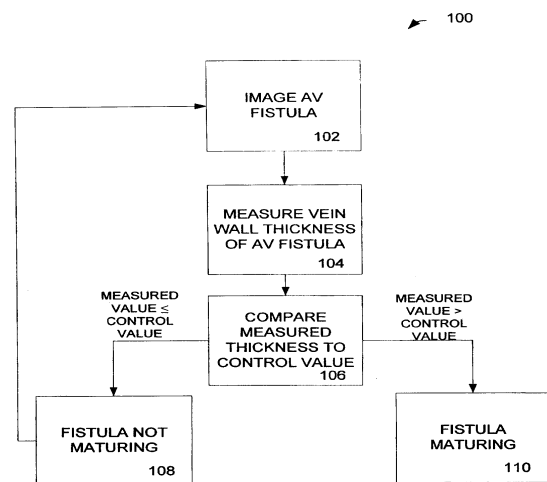 100
IMAGE AV
FISTULA
102
MEASURE VEIN
WALL THICKNESS
OF AV FISTULA
104
MEASURED
VALUE ≤
CONTROL
VALUE
COMPARE
MEASURED
THICKNESS TO
CONTROL VALUE
106
MEASURED
VALUE >
CONTROL
VALUE
FISTULA NOT
MATURING
108
FISTULA
MATURING
110